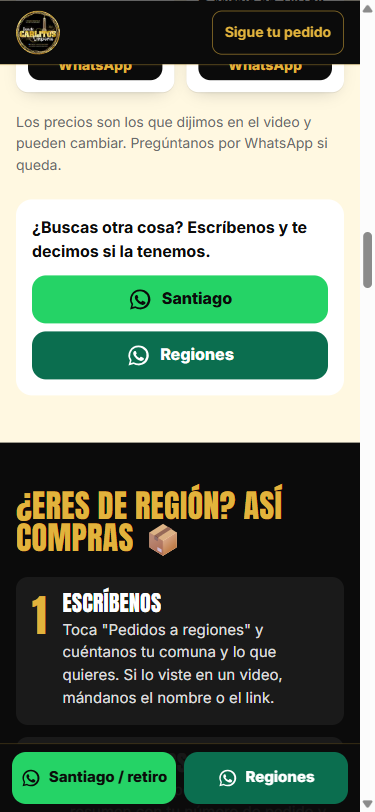 CARLITOS
Sigue tu pedido
WhatsApp
WhatsApp
Los precios son los que dijimos en el video y
pueden cambiar. Pregúntanos por WhatsApp si
queda.
¿Buscas otra cosa? Escríbenos y te
decimos si la tenemos.
Santiago
Regiones
¿ERES DE REGIÓN? ASÍ
COMPRAS
1
ESCRÍBENOS
Toca "Pedidos a regiones" y
cuéntanos tu comuna y lo que
quieres. Si lo viste en un video,
mándanos el nombre o el link.
Santiago / retiro
Regiones